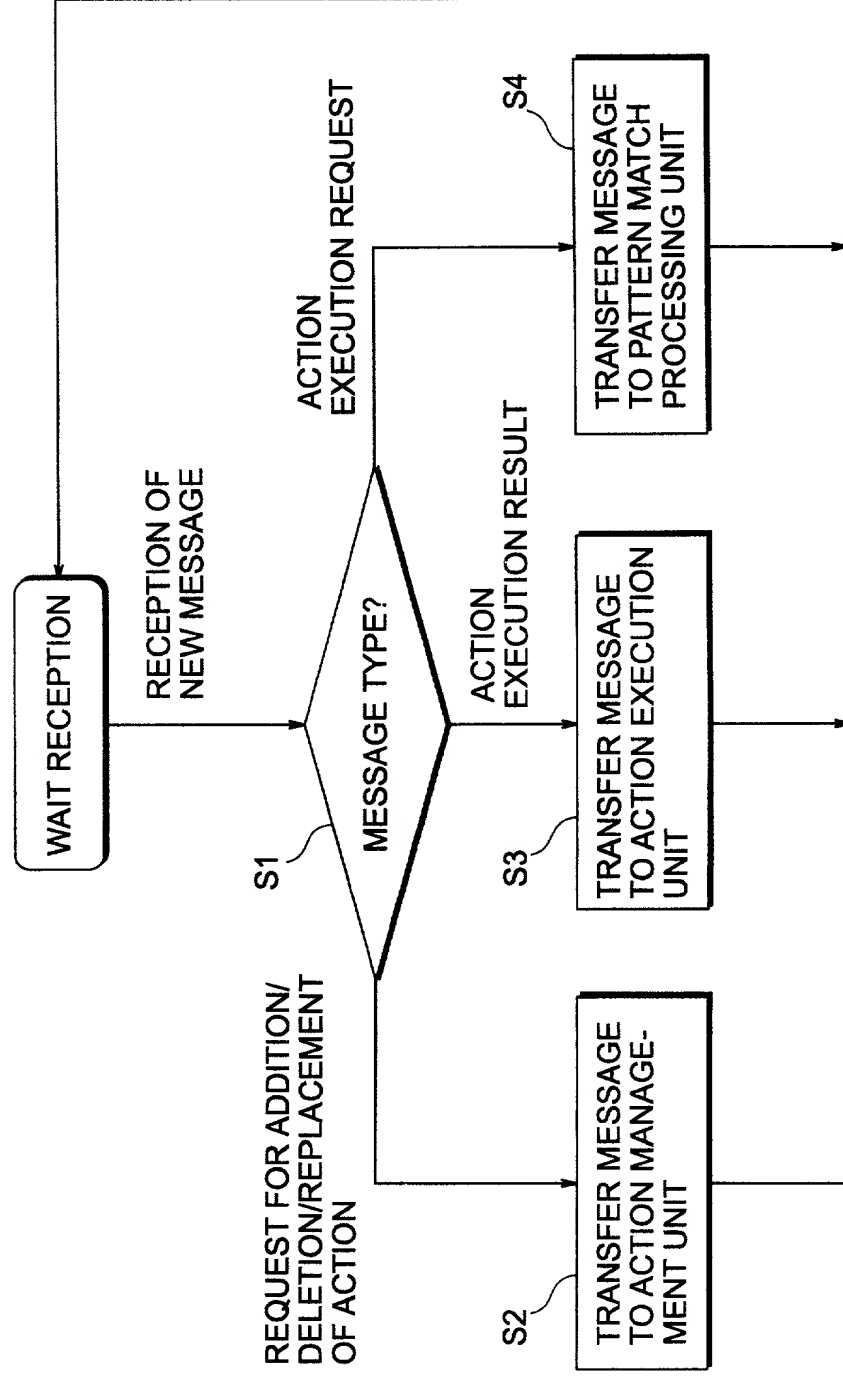 WAIT RECEPTION
RECEPTION OF
NEW MESSAGE
S1
MESSAGE TYPE?
REQUEST FOR ADDITION/
DELETION/REPLACEMENT
OF ACTION
ACTION
EXECUTION RESULT
ACTION
EXECUTION REQUEST
S2
TRANSFER MESSAGE
TO ACTION MANAGE-
MENT UNIT
S3
TRANSFER MESSAGE
TO ACTION EXECUTION
UNIT
S4
TRANSFER MESSAGE
TO PATTERN MATCH
PROCESSING UNIT